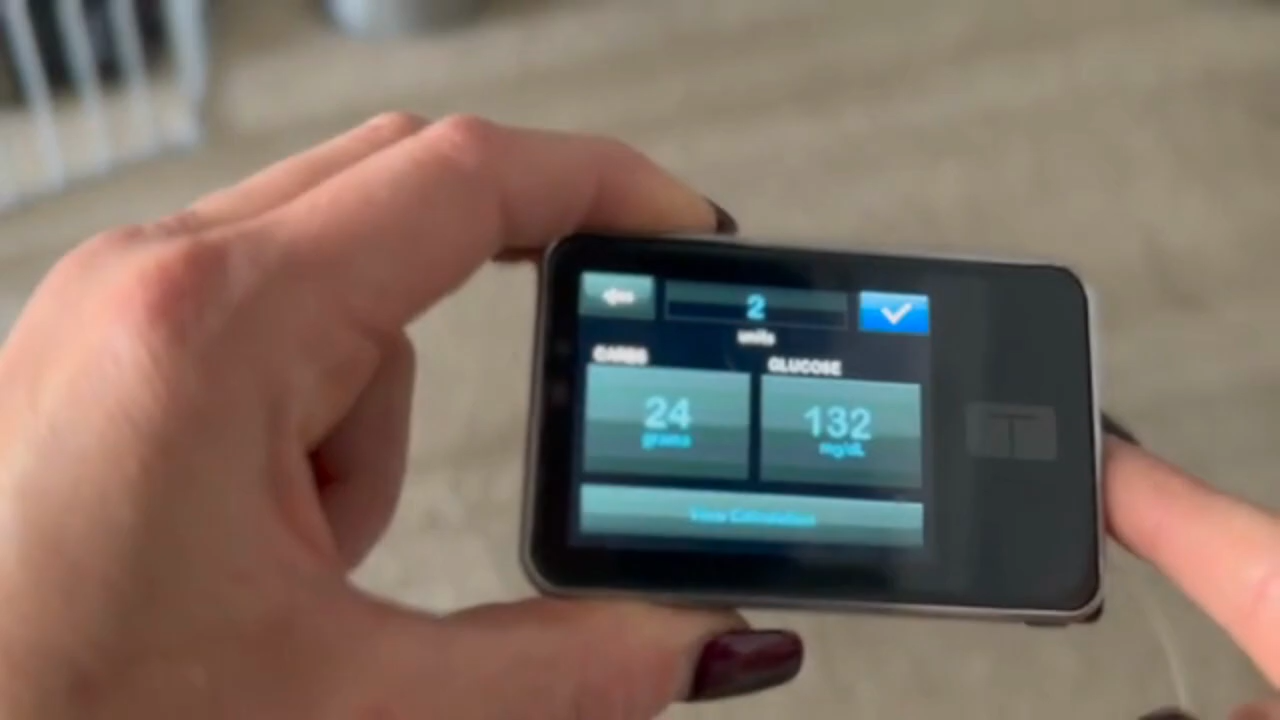 2
units
CARBS
GLUCOSE
24
grams
132
mg/dL
View Calculation